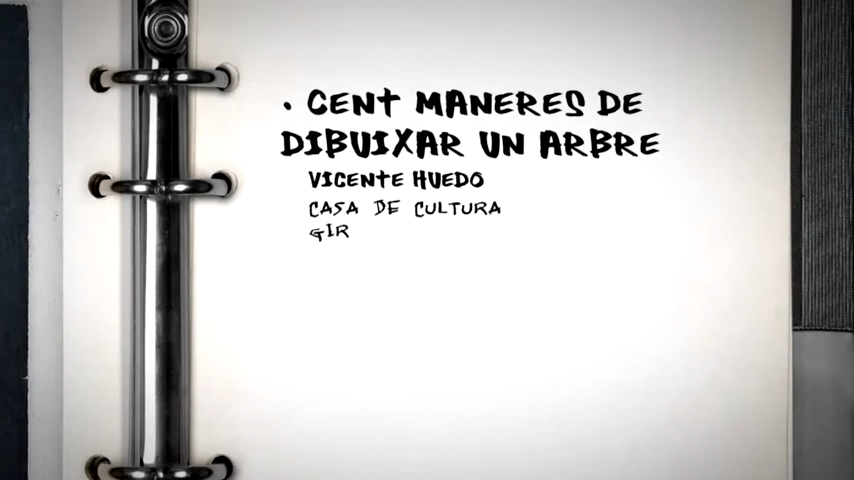 • CENT MANERES DE
DIBUIXAR UN ARBRE
VICENTE HUEDO
CASA DE CULTURA
GIR